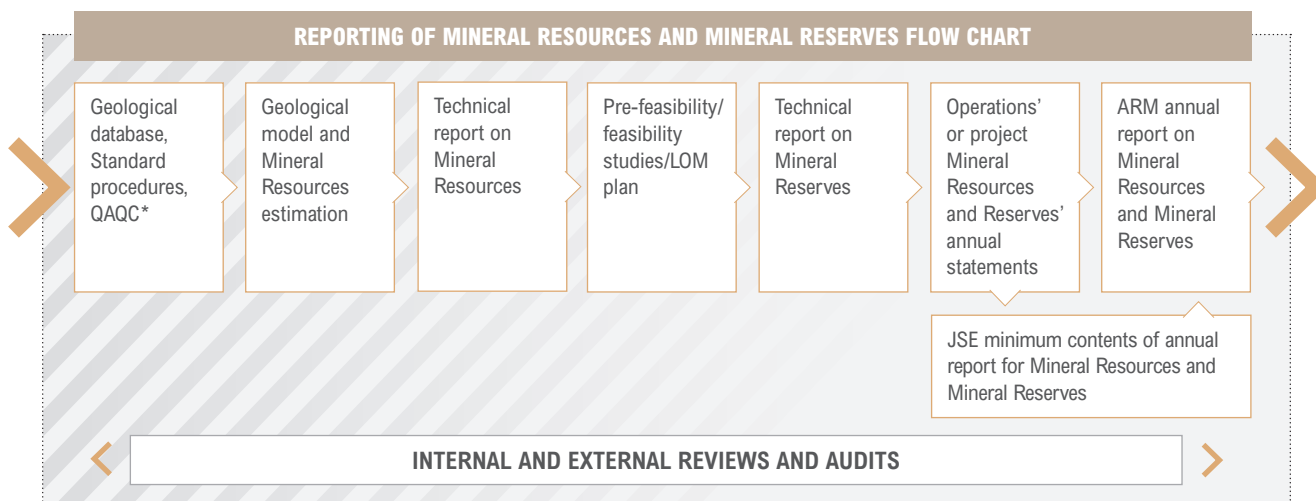 REPORTING OF MINERAL RESOURCES AND MINERAL RESERVES FLOW CHART
Geological
database,
Standard
procedures,
QAQC*
Geological
model and
Mineral
Resources
estimation
Technical
report on
Mineral
Resources
Pre-feasibility/
feasibility
studies/LOM
plan
Technical
report on
Mineral
Reserves
Operations’
or project
Mineral
Resources
and Reserves’
annual
statements
ARM annual
report on
Mineral
Resources
and Mineral
Reserves
JSE minimum contents of annual
report for Mineral Resources and
Mineral Reserves
INTERNAL AND EXTERNAL REVIEWS AND AUDITS